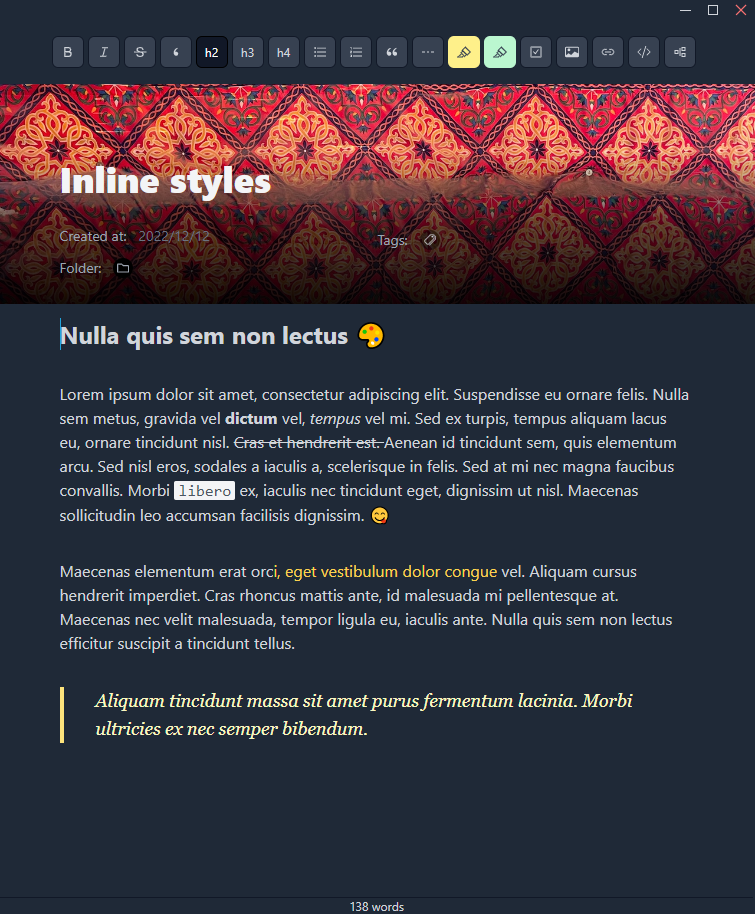 B I S h2 h3 h4
Inline styles
Created at: 2022/12/12
Tags:
Folder:
Nulla quis sem non lectus 🎨
Lorem ipsum dolor sit amet, consectetur adipiscing elit. Suspendisse eu ornare felis. Nulla
sem metus, gravida vel dictum vel, tempus vel mi. Sed ex turpis, tempus aliquam lacus
eu, ornare tincidunt nisl. Cras et hendrerit est. Aenean id tincidunt sem, quis elementum
arcu. Sed nisl eros, sodales a iaculis a, scelerisque in felis. Sed at mi nec magna faucibus
convallis. Morbi libero ex, iaculis nec tincidunt eget, dignissim ut nisl. Maecenas
sollicitudin leo accumsan facilisis dignissim. 😋
Maecenas elementum erat orci, eget vestibulum dolor congue vel. Aliquam cursus
hendrerit imperdiet. Cras rhoncus mattis ante, id malesuada mi pellentesque at.
Maecenas nec velit malesuada, tempor ligula eu, iaculis ante. Nulla quis sem non lectus
efficitur suscipit a tincidunt tellus.
Aliquam tincidunt massa sit amet purus fermentum lacinia. Morbi
ultricies ex nec semper bibendum.
138 words